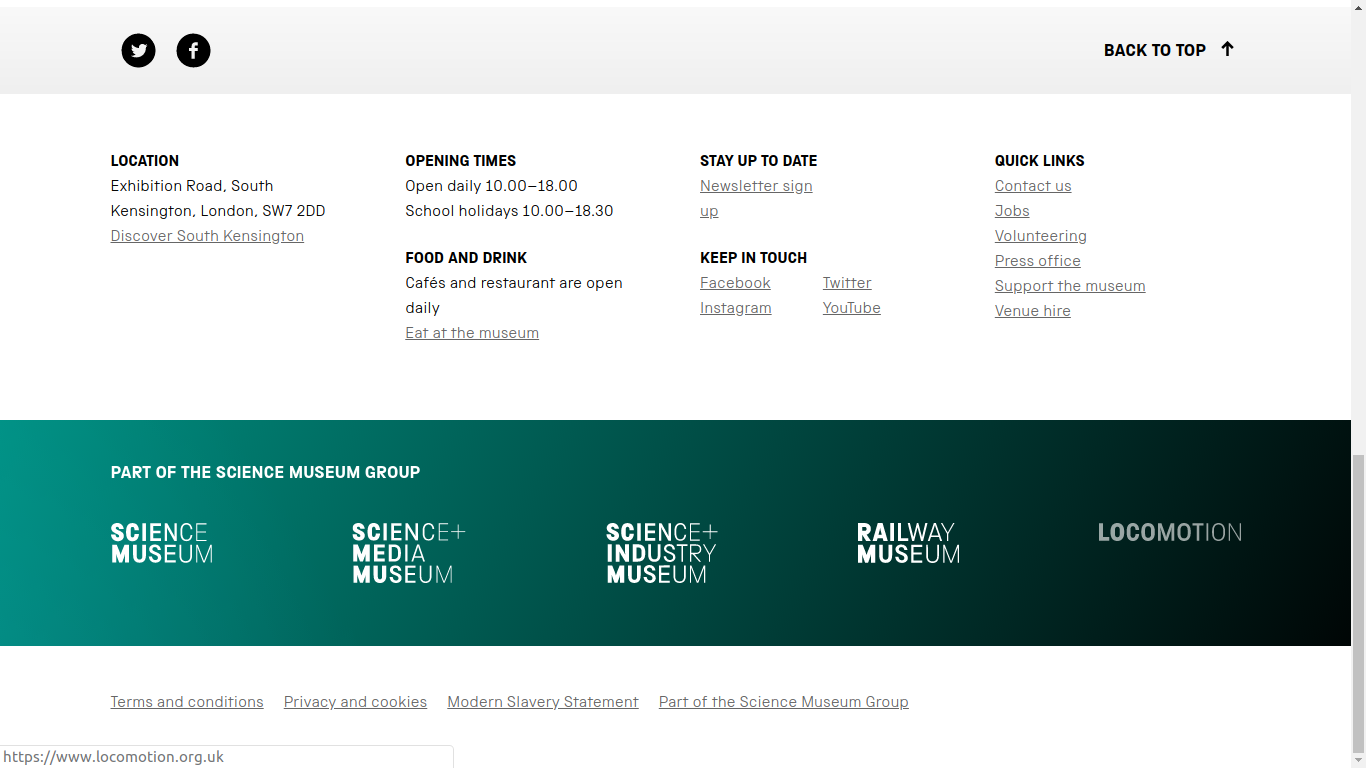 BACK TO TOP ↑
LOCATION
Exhibition Road, South
Kensington, London, SW7 2DD
Discover South Kensington
OPENING TIMES
Open daily 10.00–18.00
School holidays 10.00–18.30
FOOD AND DRINK
Cafés and restaurant are open
daily
Eat at the museum
STAY UP TO DATE
Newsletter sign
up
KEEP IN TOUCH
Facebook Twitter
Instagram YouTube
QUICK LINKS
Contact us
Jobs
Volunteering
Press office
Support the museum
Venue hire
PART OF THE SCIENCE MUSEUM GROUP
SCIENCE
MUSEUM
SCIENCE+
MEDIA
MUSEUM
SCIENCE+
INDUSTRY
MUSEUM
RAILWAY
MUSEUM
LOCOMOTION
Terms and conditions Privacy and cookies Modern Slavery Statement Part of the Science Museum Group
https://www.locomotion.org.uk